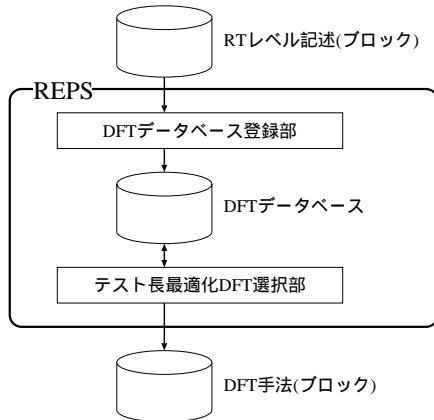 RTレベル記述(ブロック)
REPS
DFTデータベース登録部
DFTデータベース
テスト長最適化DFT選択部
DFT手法(ブロック)